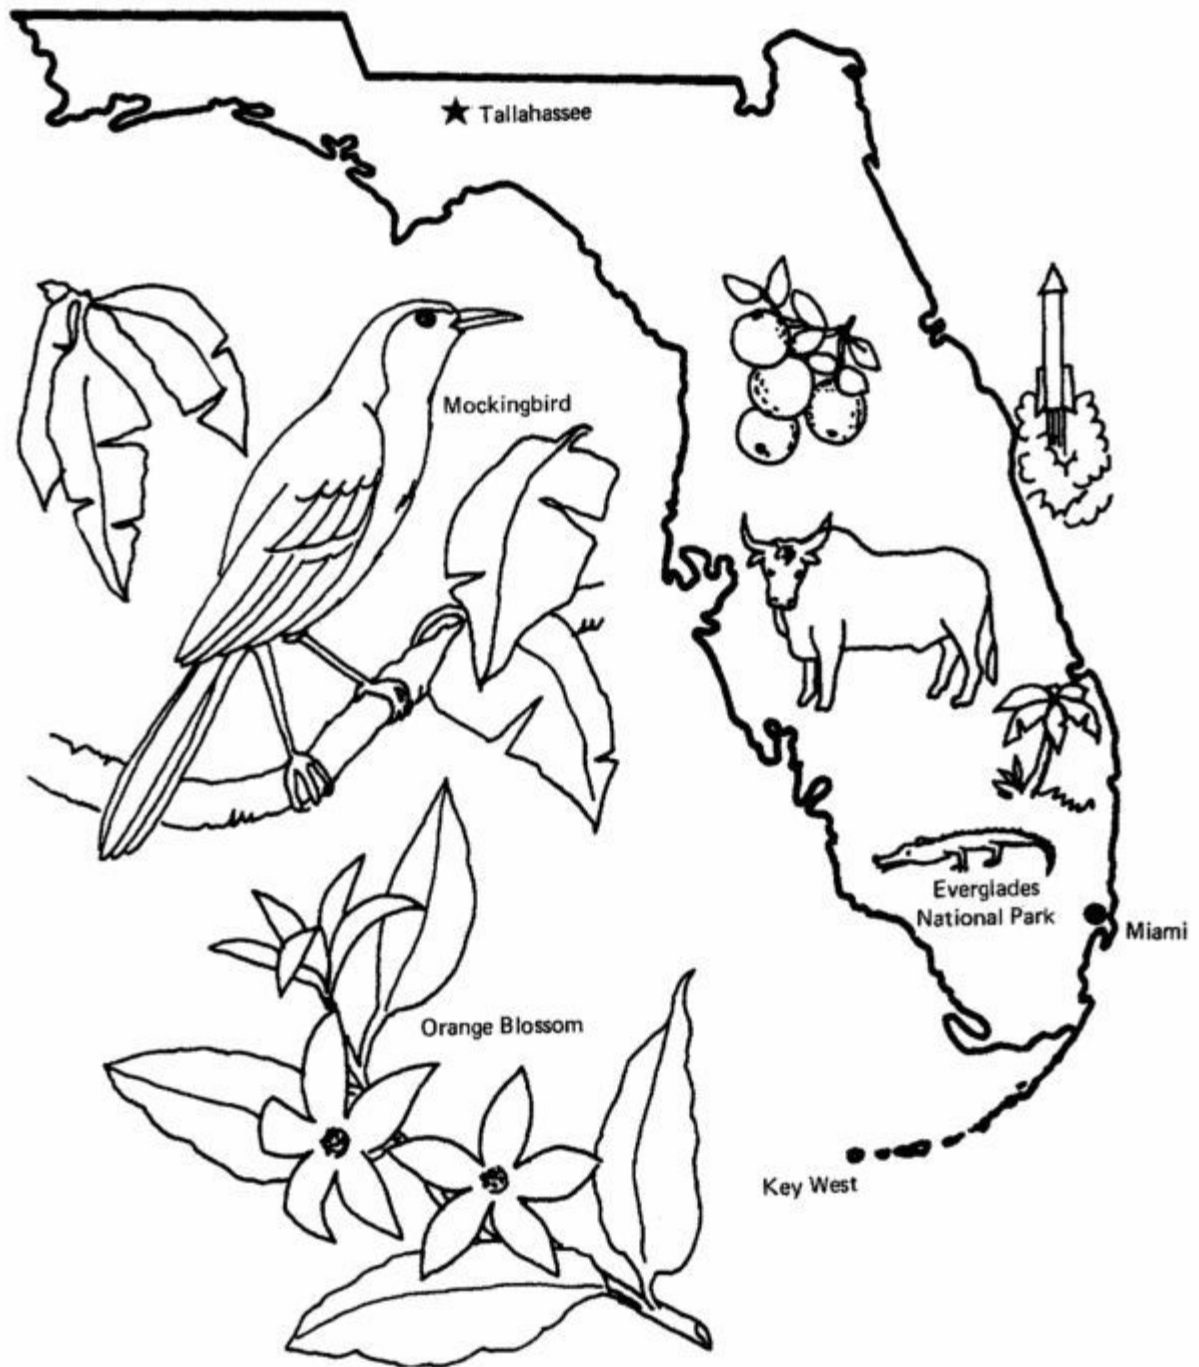 Tallahassee
Mockingbird
Everglades
National Park
Miami
Orange Blossom
Key West